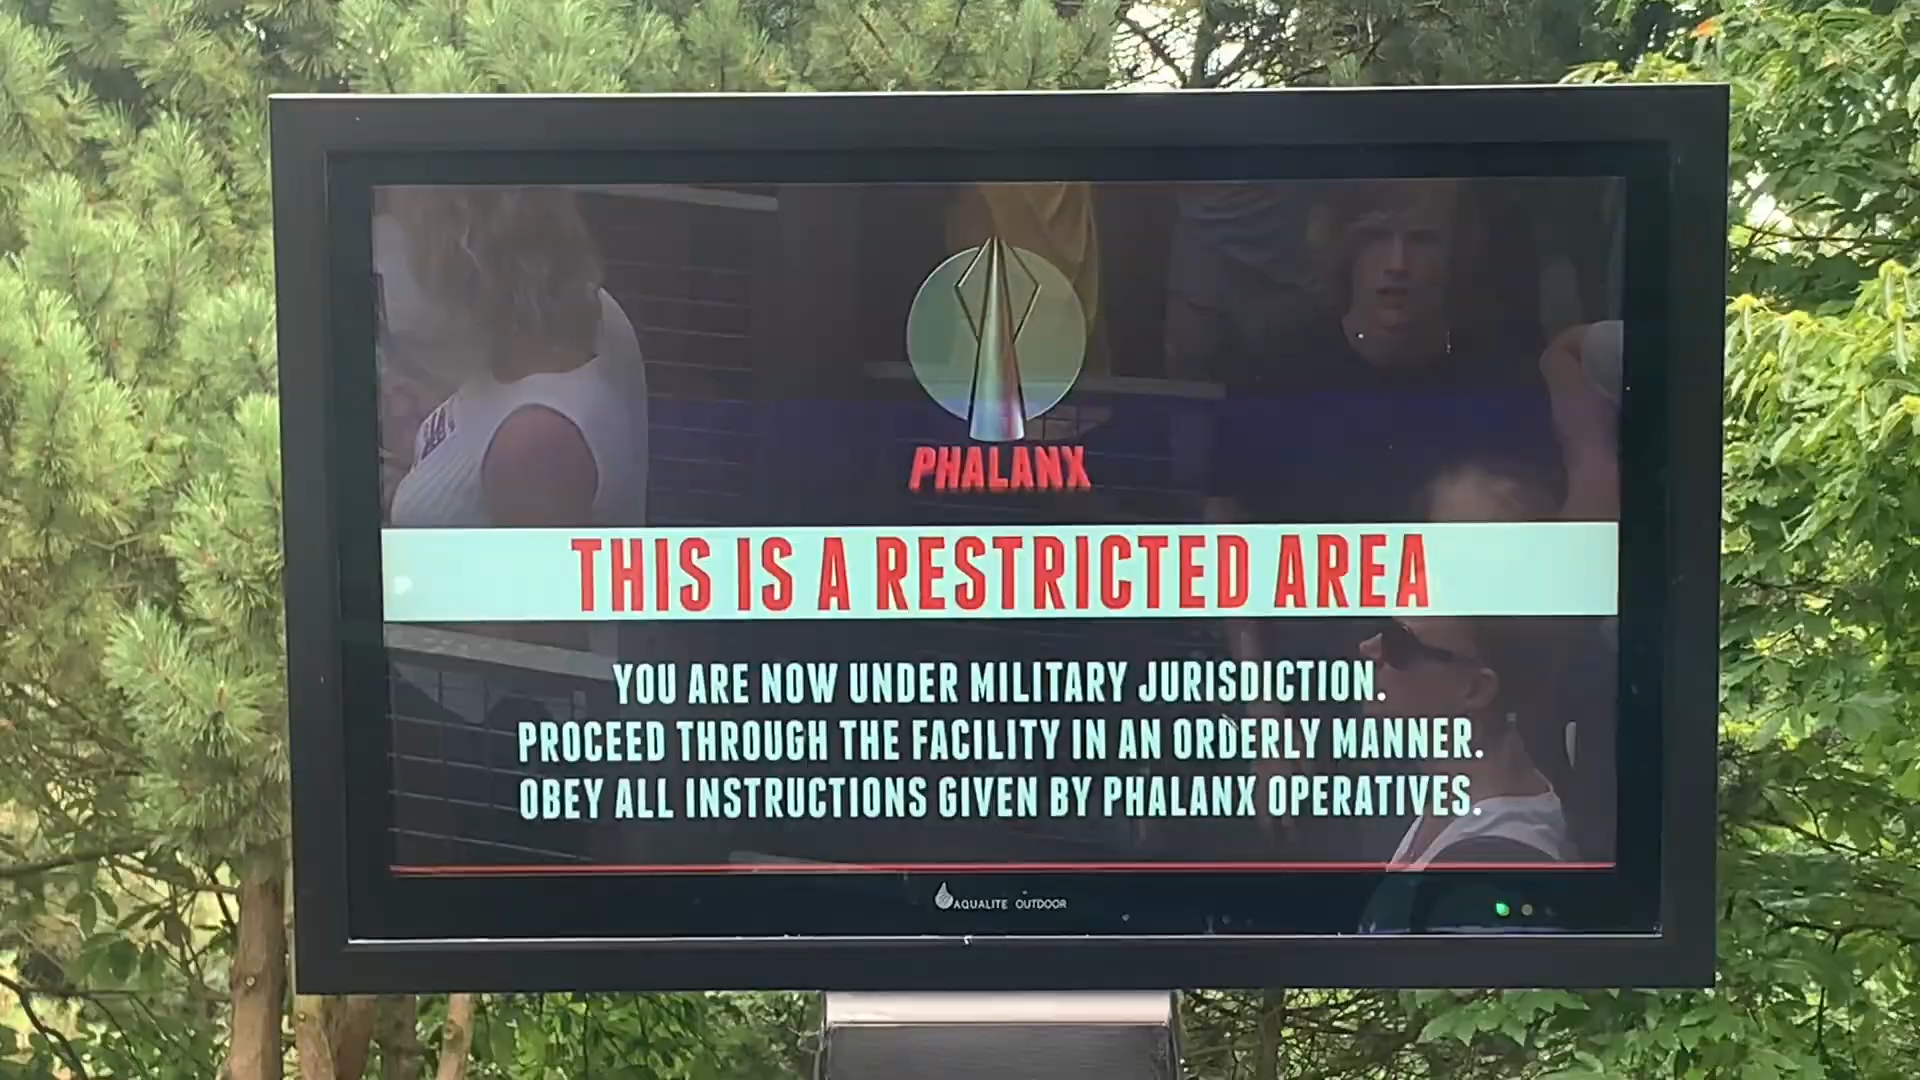 PHALANX
THIS IS A RESTRICTED AREA
YOU ARE NOW UNDER MILITARY JURISDICTION.
PROCEED THROUGH THE FACILITY IN AN ORDERLY MANNER.
OBEY ALL INSTRUCTIONS GIVEN BY PHALANX OPERATIVES.
AQUALITE OUTDOOR